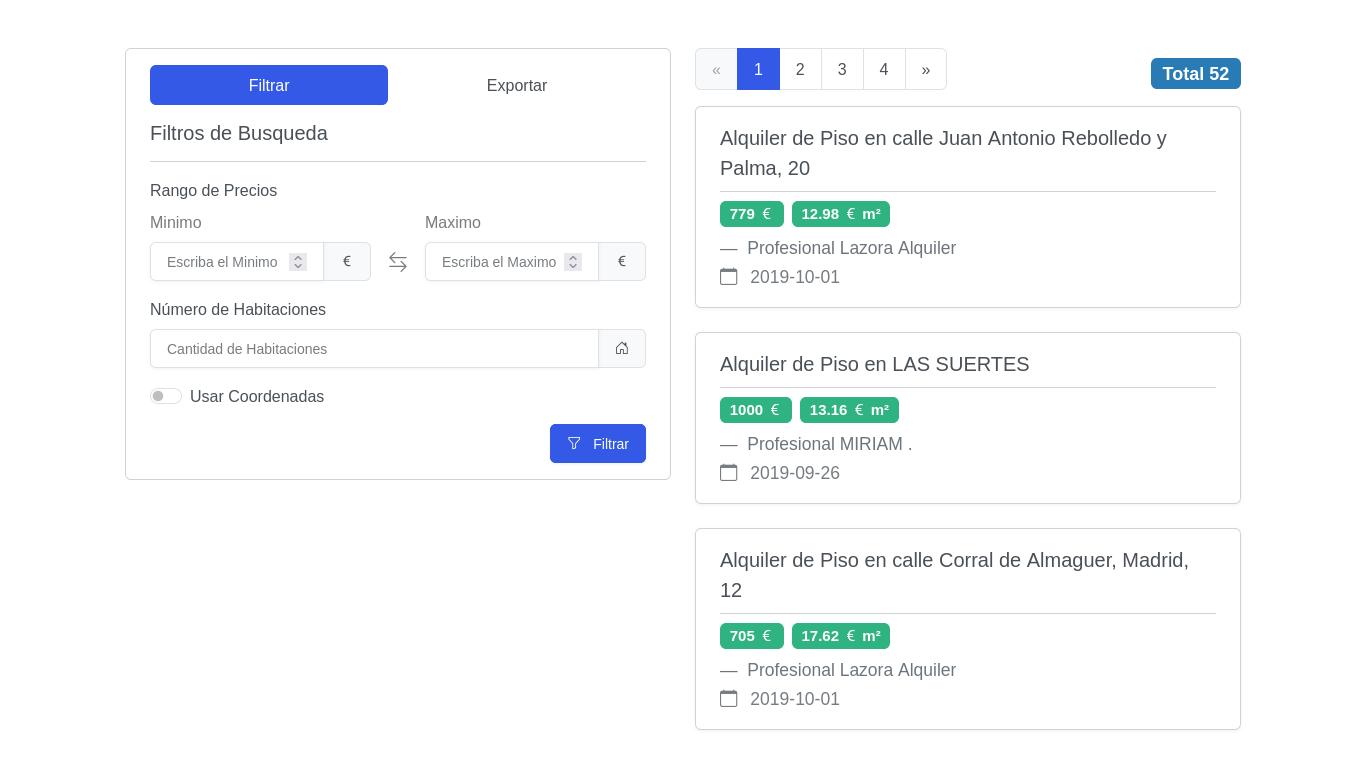 Filtrar
Exportar
Filtros de Busqueda
Rango de Precios
Minimo
Maximo
Escriba el Minimo
€
Escriba el Maximo
€
Número de Habitaciones
Cantidad de Habitaciones
Usar Coordenadas
Filtrar
« 1 2 3 4 »
Total 52
Alquiler de Piso en calle Juan Antonio Rebolledo y
Palma, 20
779 € 12.98 € m²
— Profesional Lazora Alquiler
2019-10-01
Alquiler de Piso en LAS SUERTES
1000 € 13.16 € m²
— Profesional MIRIAM .
2019-09-26
Alquiler de Piso en calle Corral de Almaguer, Madrid,
12
705 € 17.62 € m²
— Profesional Lazora Alquiler
2019-10-01